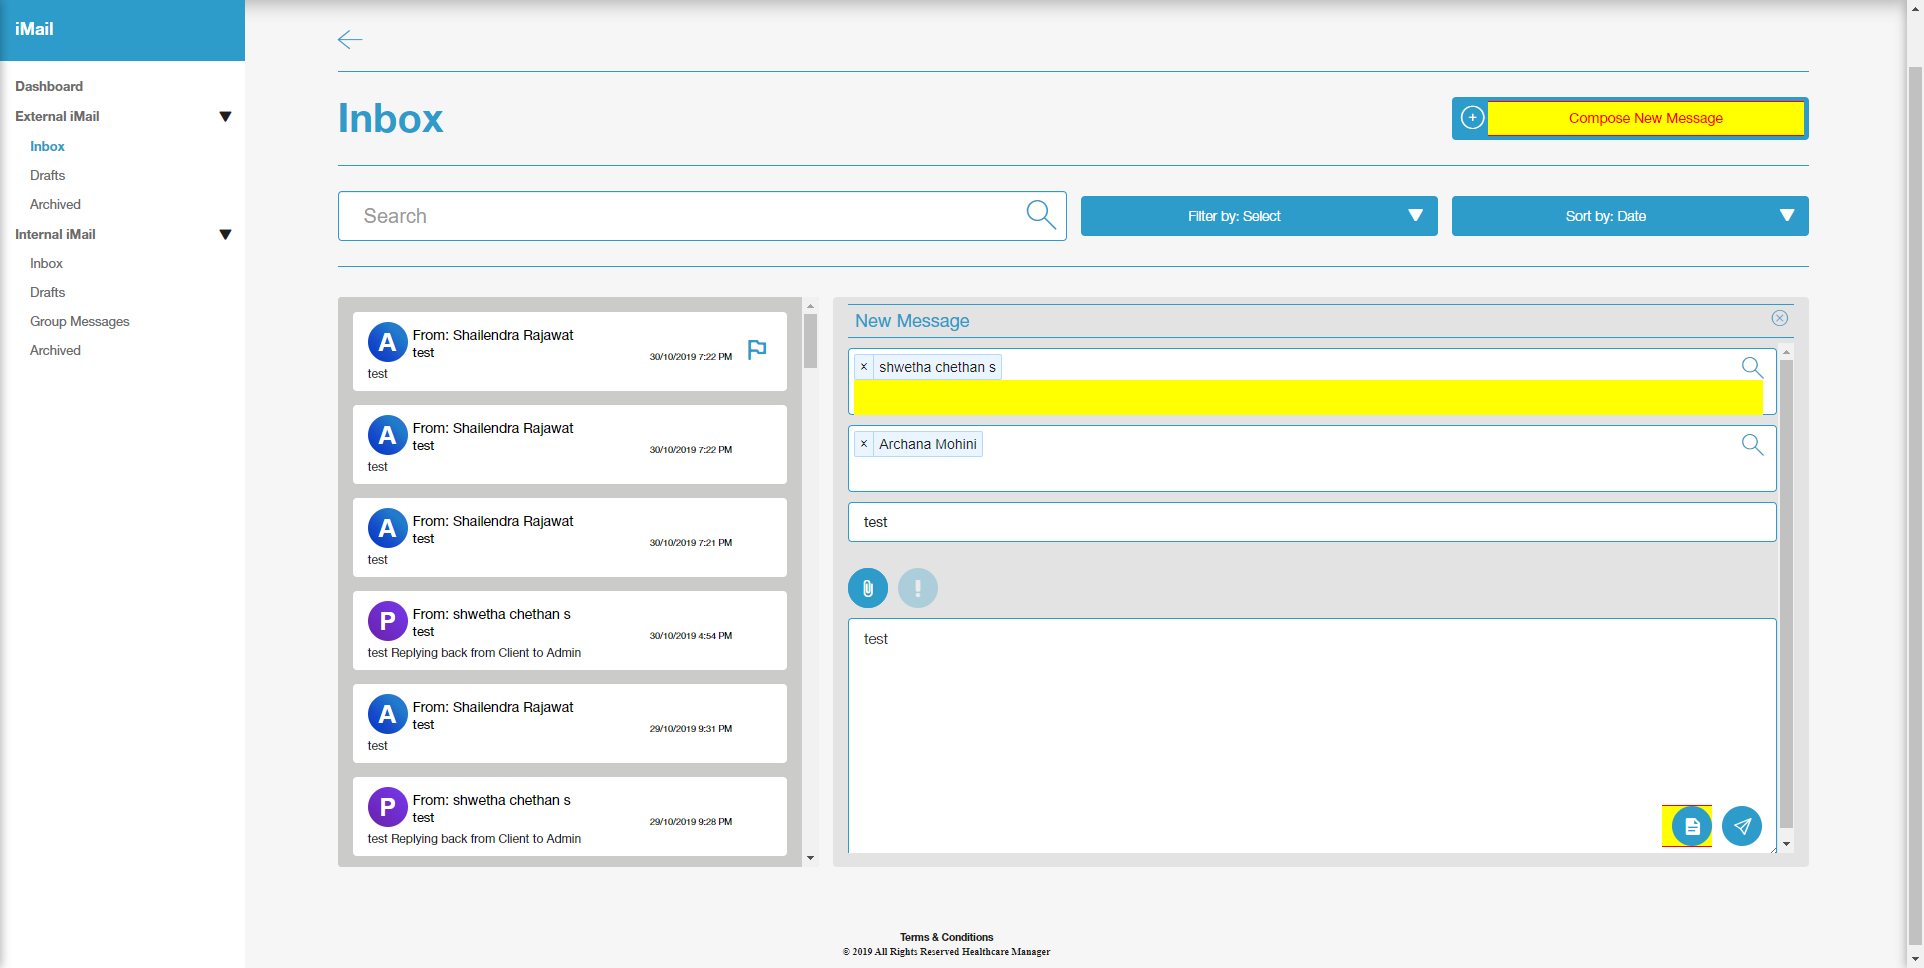 iMail
Dashboard
External iMail
Inbox
Drafts
Archived
Internal iMail
Inbox
Drafts
Group Messages
Archived
Inbox
Compose New Message
Search
Filter by: Select
Sort by: Date
A
From: Shailendra Rajawat
test
30/10/2019 7:22 PM
test
A
From: Shailendra Rajawat
test
30/10/2019 7:22 PM
test
A
From: Shailendra Rajawat
test
30/10/2019 7:21 PM
test
P
From: shwetha chethan s
test
30/10/2019 4:54 PM
test Replying back from Client to Admin
A
From: Shailendra Rajawat
test
29/10/2019 9:31 PM
test
P
From: shwetha chethan s
test
29/10/2019 9:28 PM
test Replying back from Client to Admin
New Message
× shwetha chethan s
× Archana Mohini
test
test
Terms & Conditions
© 2019 All Rights Reserved Healthcare Manager